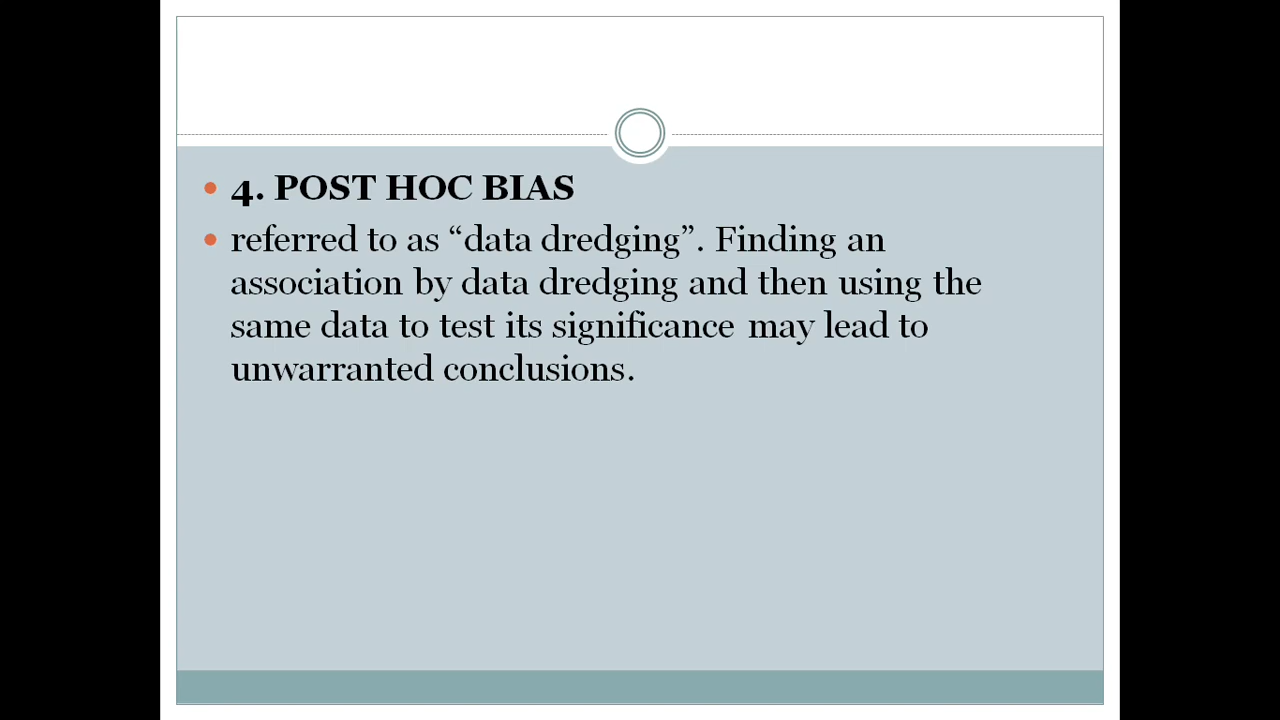 • 4. POST HOC BIAS
• referred to as “data dredging”. Finding an
association by data dredging and then using the
same data to test its significance may lead to
unwarranted conclusions.